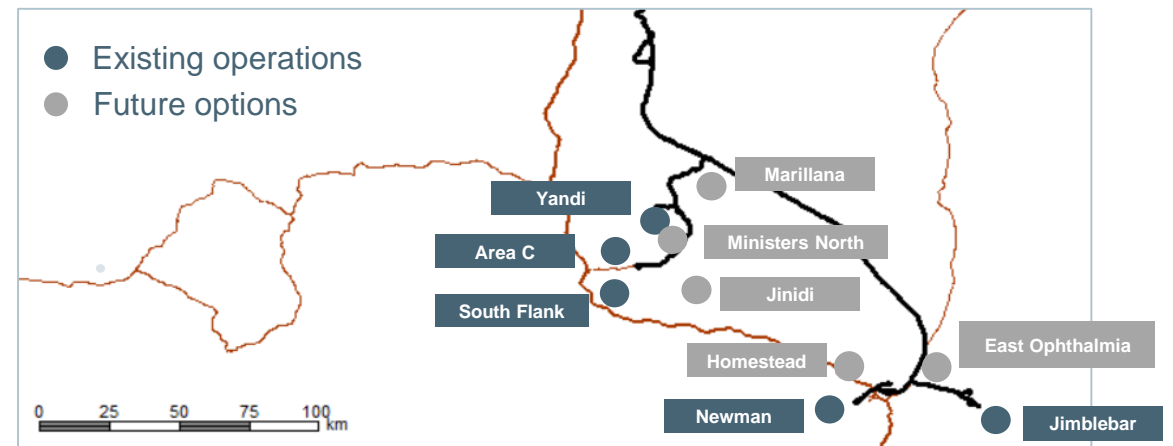 Existing operations
Future options
Marillana
Yandi
Ministers North
Area C
Jinidi
South Flank
East Ophthalmia
Homestead
Newman
Jimblebar
0 25 50 75 100
km